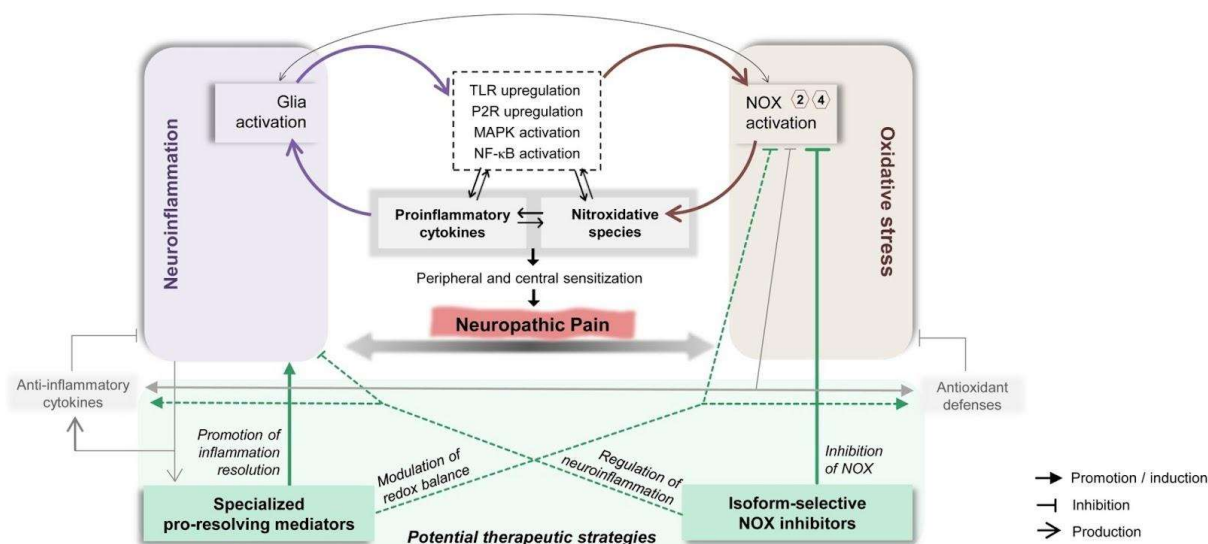 Neuroinflammation
Glia
activation
TLR upregulation
P2R upregulation
MAPK activation
NF-κB activation
NOX 2 4
activation
Oxidative stress
Proinflammatory
cytokines
Nitroxidative
species
Peripheral and central sensitization
Neuropathic Pain
Anti-inflammatory
cytokines
Antioxidant
defenses
Promotion of
inflammation
resolution
Modulation of
redox balance
Regulation of
neuroinflammation
Inhibition
of NOX
Specialized
pro-resolving mediators
Isoform-selective
NOX inhibitors
Potential therapeutic strategies
Promotion / induction
Inhibition
Production